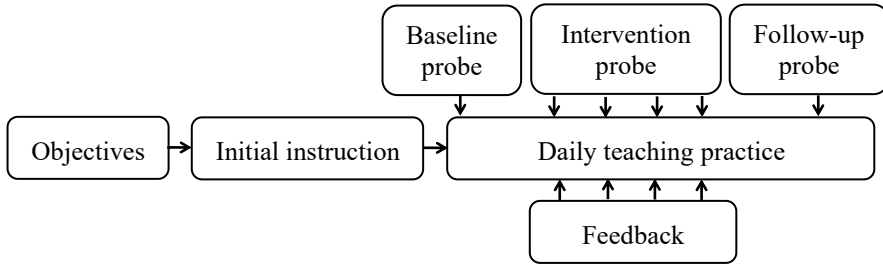 Baseline
probe
Intervention
probe
Follow-up
probe
Objectives
Initial instruction
Daily teaching practice
Feedback